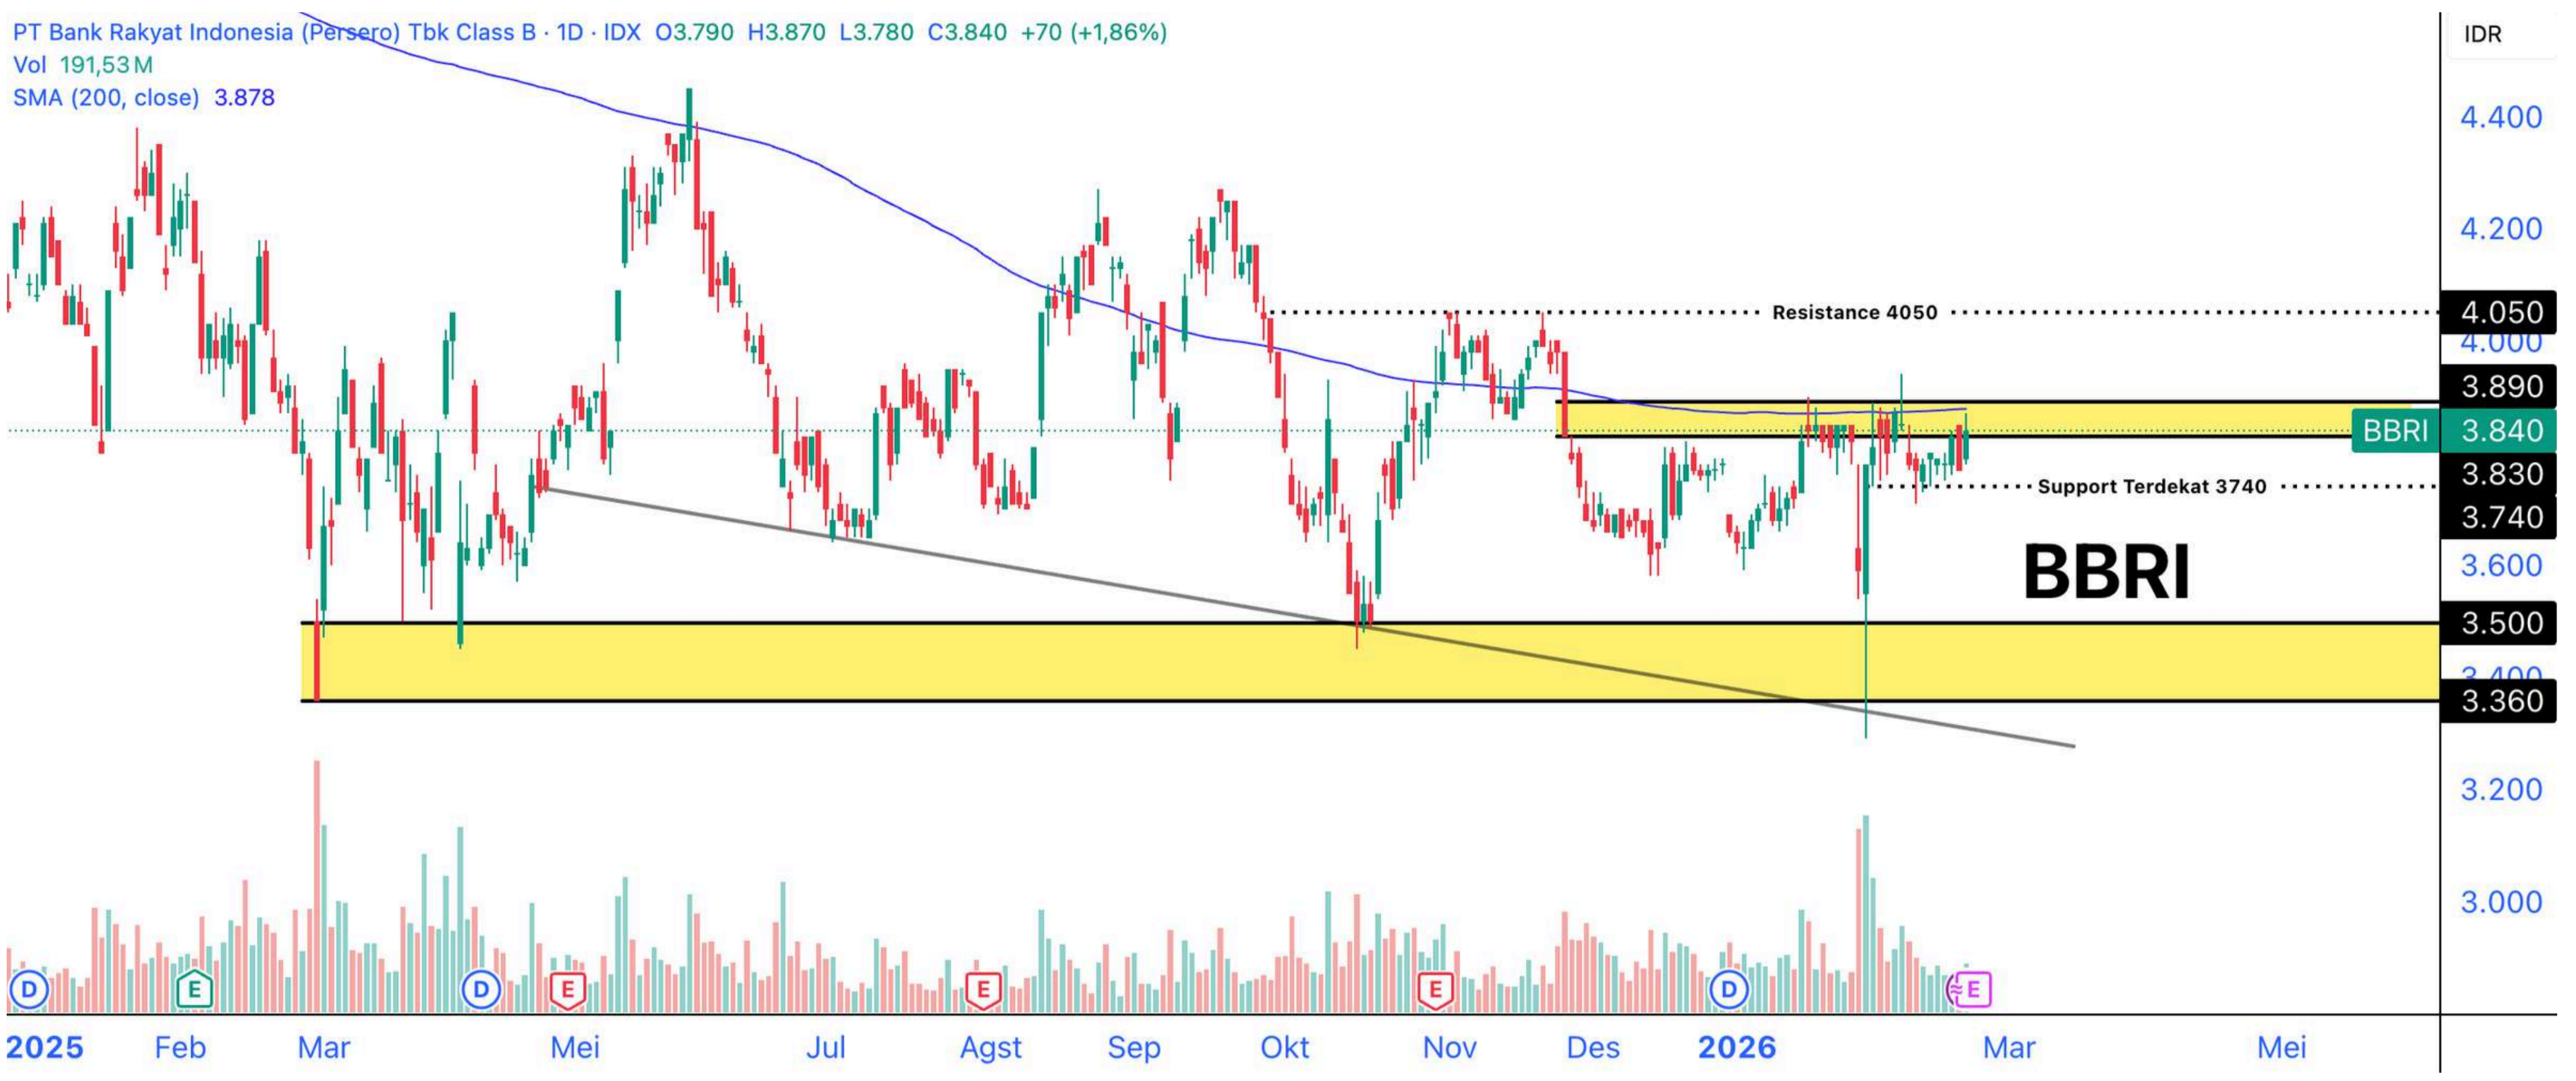 PT Bank Rakyat Indonesia (Persero) Tbk Class B · 1D · IDX O3.790 H3.870 L3.780 C3.840 +70 (+1,86%)
Vol 191,53 M
SMA (200, close) 3.878
IDR
4.400
4.200
Resistance 4050
4.050
4.000
3.890
BBRI 3.840
3.830
Support Terdekat 3740
3.740
BBRI
3.600
3.500
3.400
3.360
3.200
3.000
D E D E E E D E
2025 Feb Mar Mei Jul Agst Sep Okt Nov Des 2026 Mar Mei